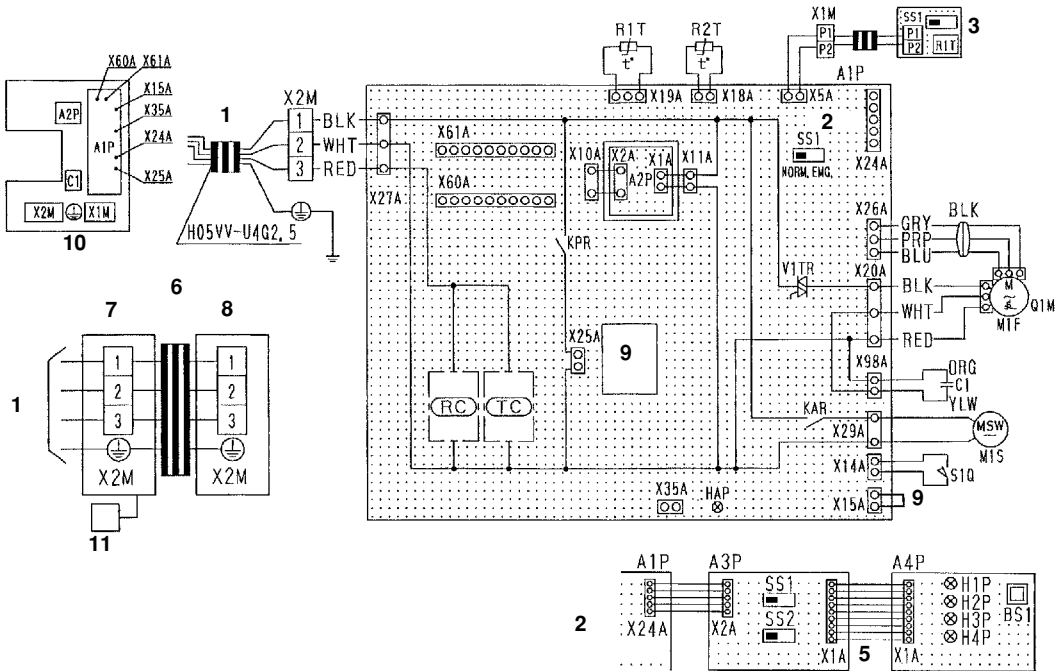 X60A X61A
X15A
X35A
X24A
X25A
A2P
A1P
C1
X2M X1M
10
1
X2M
1 BLK
2 WHT
3 RED
X27A
H05VV-U4G2,5
R1T
t°
R2T
t°
X1M
P1
P2
SS1
P1
P2
R1T
3
A1P
X19A
X18A
X5A
2
X61A
X60A
X10A
X2A
A2P
X1A
X11A
SS1
NORM. EMG.
X24A
KPR
V1TR
X26A
GRY
PRP
BLU
BLK
X20A
BLK
WHT
RED
M
~
M1F
Q1M
X25A
9
RC
TC
X98A
ORG
C1
YLW
KAR
X29A
MSW
M1S
X14A
S1Q
X35A
HAP
X15A
9
6
7
8
1
1
2
3
X2M
1
2
3
X2M
11
2
A1P
X24A
A3P
X2A
SS1
SS2
X1A
5
A4P
X1A
H1P
H2P
H3P
H4P
BS1